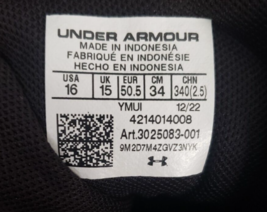 UNDER ARMOUR
MADE IN INDONESIA
FABRIQUÉ EN INDONÉSIE
HECHO EN INDONESIA
USA UK EUR CM CHN
16 15 50.5 34 340(2.5)
YMUI 12/22
4214014008
Art.3025083-001
9M2D7M4ZGVZ3NYK